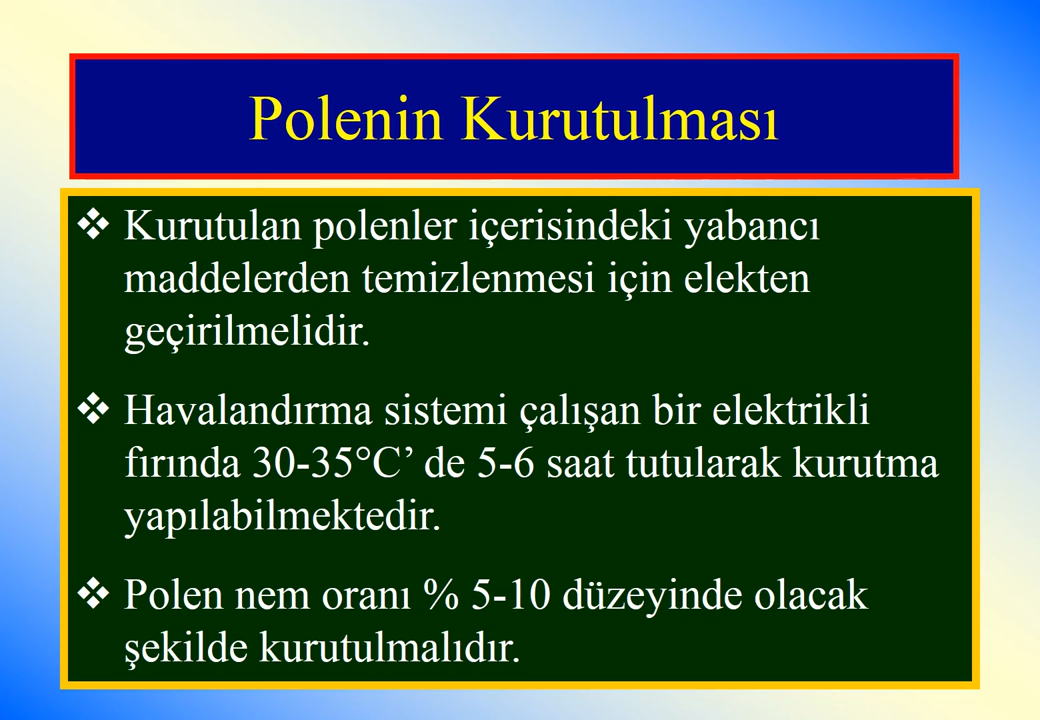 Polenin Kurutulması
❖ Kurutulan polenler içerisindeki yabancı
maddelerden temizlenmesi için elekten
geçirilmelidir.
❖ Havalandırma sistemi çalışan bir elektrikli
fırında 30-35°C’ de 5-6 saat tutularak kurutma
yapılabilmektedir.
❖ Polen nem oranı % 5-10 düzeyinde olacak
şekilde kurutulmalıdır.